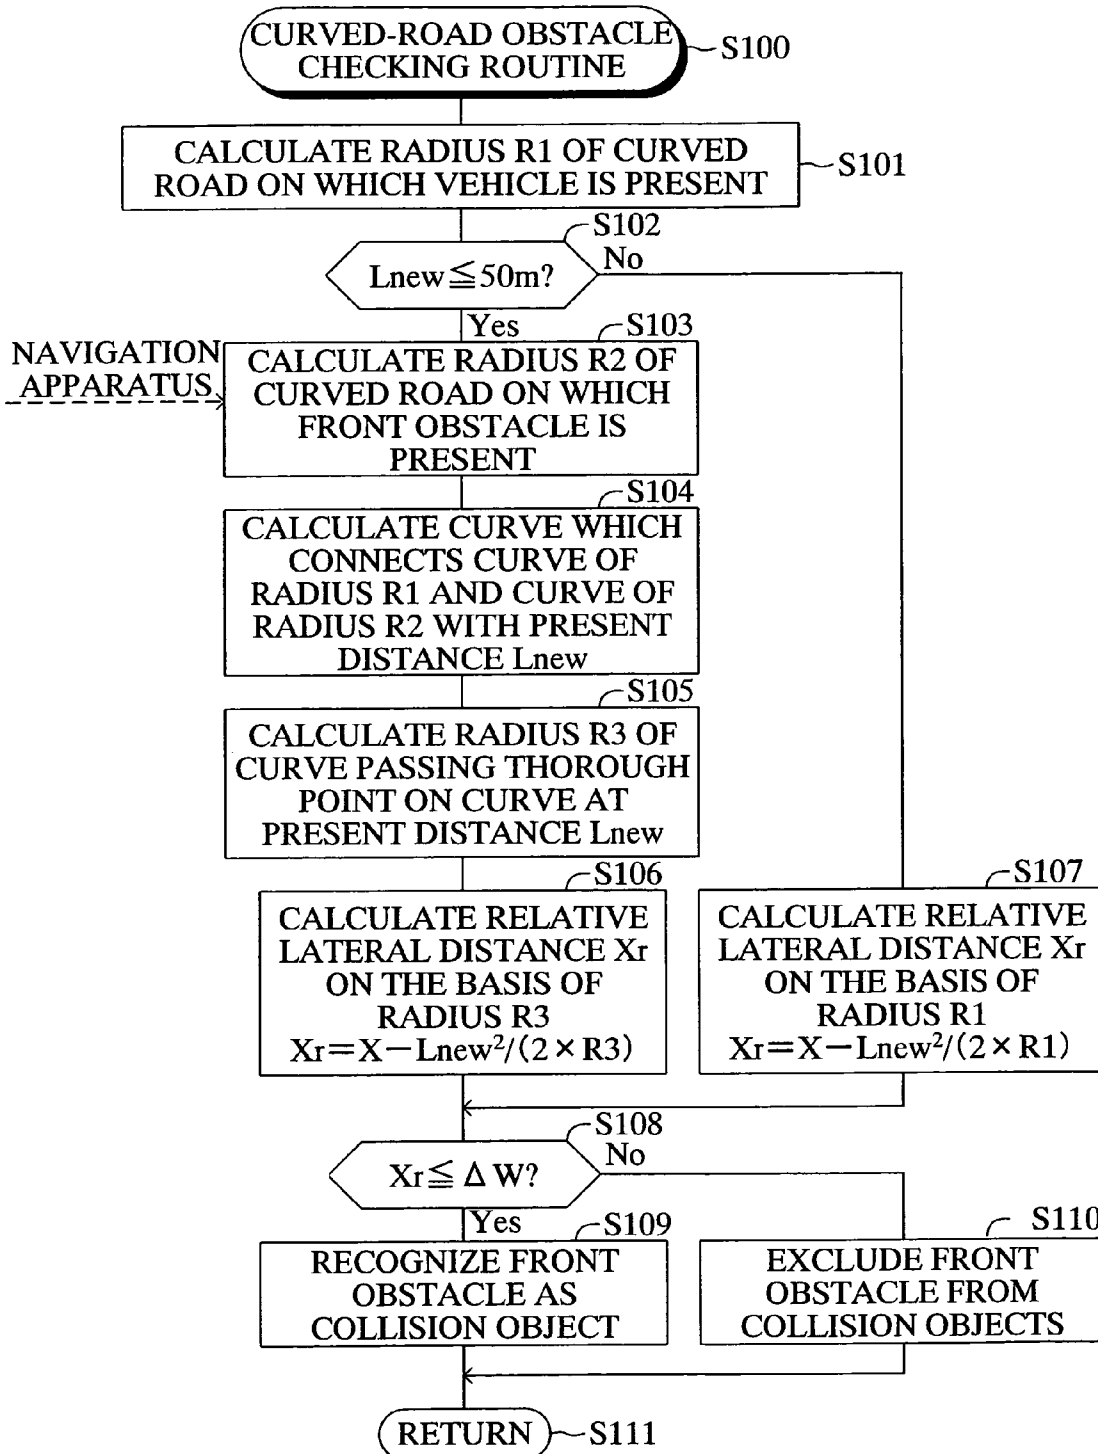 CURVED-ROAD OBSTACLE
CHECKING ROUTINE
S100
CALCULATE RADIUS R1 OF CURVED
ROAD ON WHICH VEHICLE IS PRESENT
S101
S102
Lnew≦50m?
No
Yes
S103
NAVIGATION
APPARATUS
CALCULATE RADIUS R2 OF
CURVED ROAD ON WHICH
FRONT OBSTACLE IS
PRESENT
S104
CALCULATE CURVE WHICH
CONNECTS CURVE OF
RADIUS R1 AND CURVE OF
RADIUS R2 WITH PRESENT
DISTANCE Lnew
S105
CALCULATE RADIUS R3 OF
CURVE PASSING THOROUGH
POINT ON CURVE AT
PRESENT DISTANCE Lnew
S106
CALCULATE RELATIVE
LATERAL DISTANCE Xr
ON THE BASIS OF
RADIUS R3
Xr=X−Lnew²/(2×R3)
S107
CALCULATE RELATIVE
LATERAL DISTANCE Xr
ON THE BASIS OF
RADIUS R1
Xr=X−Lnew²/(2×R1)
S108
Xr≦ΔW?
No
Yes
S109
RECOGNIZE FRONT
OBSTACLE AS
COLLISION OBJECT
S110
EXCLUDE FRONT
OBSTACLE FROM
COLLISION OBJECTS
RETURN
S111